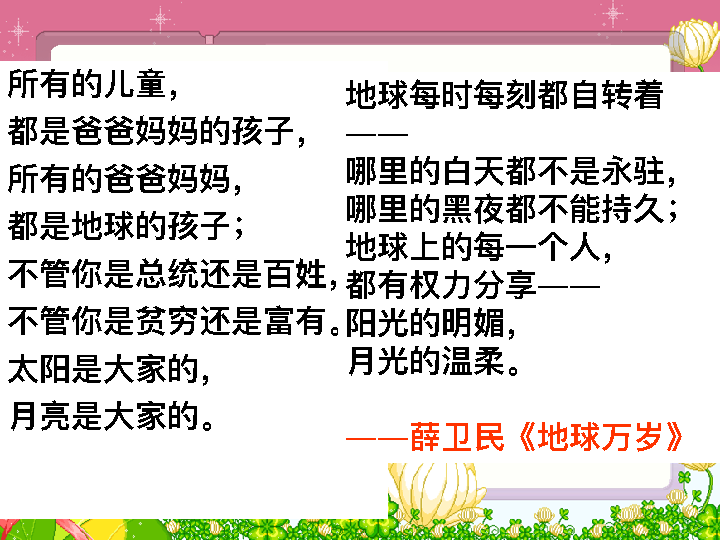 所有的儿童，
都是爸爸妈妈的孩子，
所有的爸爸妈妈，
都是地球的孩子；
不管你是总统还是百姓，
不管你是贫穷还是富有。
太阳是大家的，
月亮是大家的。
地球每时每刻都自转着
——
哪里的白天都不是永驻，
哪里的黑夜都不能持久；
地球上的每一个人，
都有权力分享——
阳光的明媚，
月光的温柔。
——薛卫民《地球万岁》